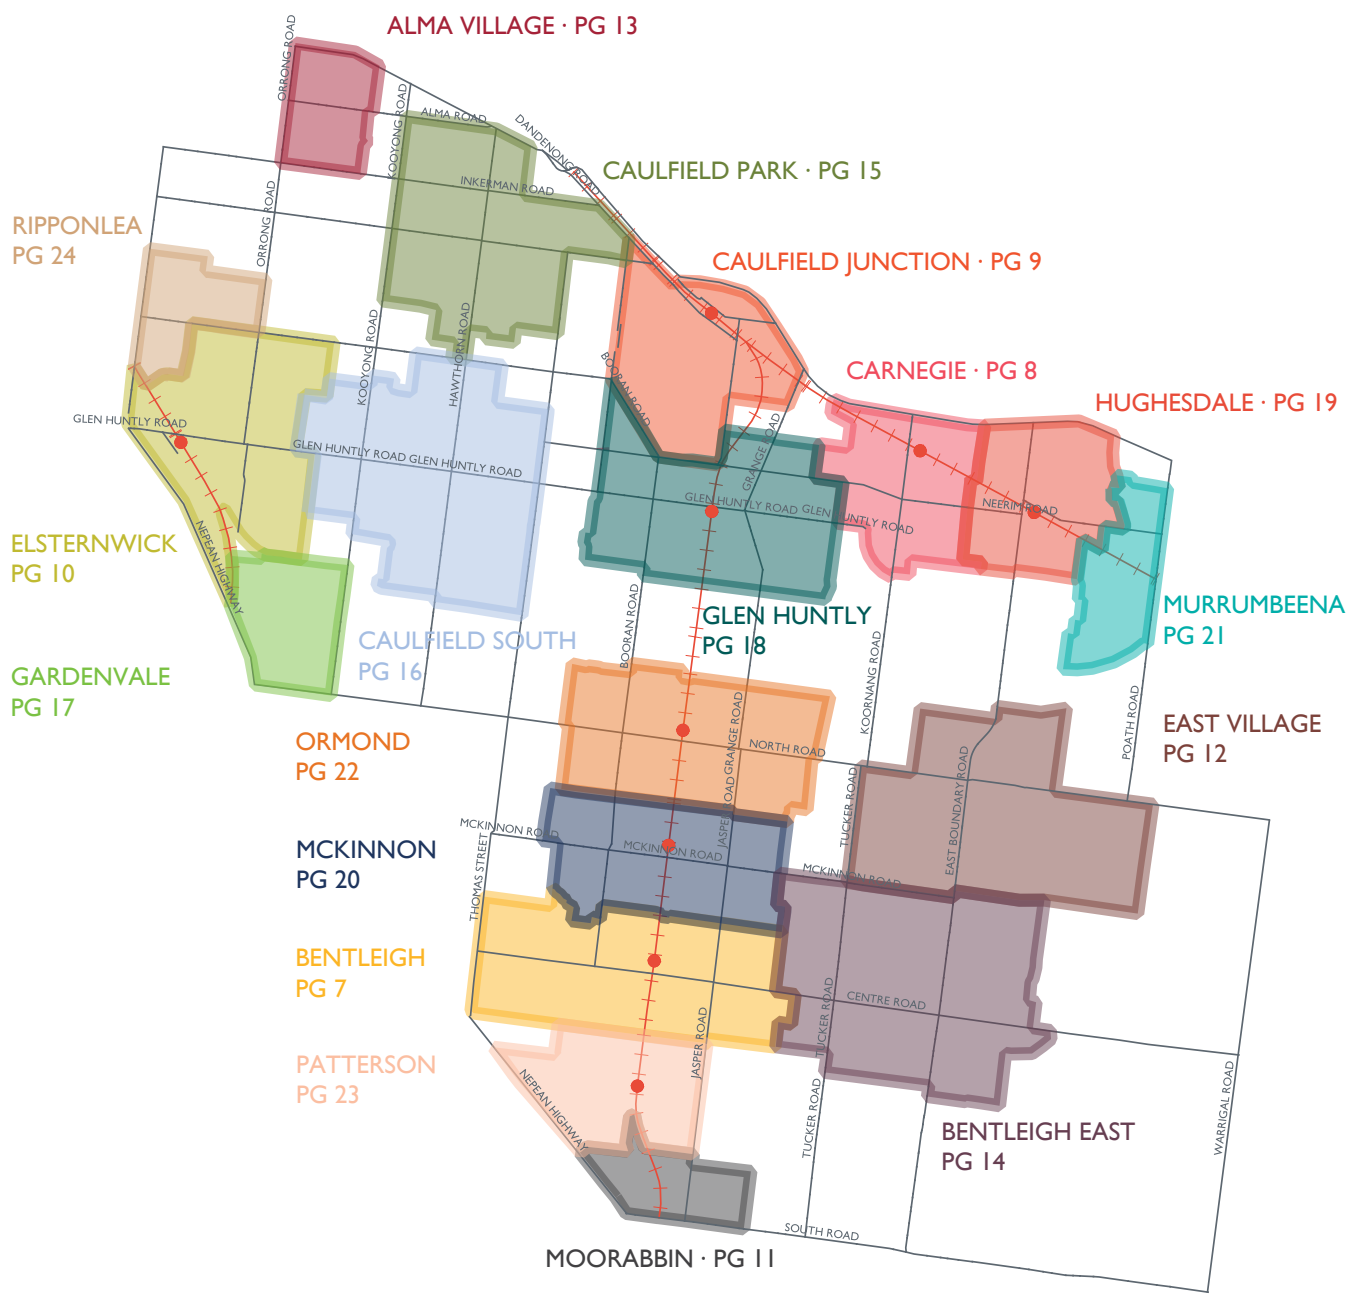 ALMA VILLAGE · PG 13
ORRONG ROAD
KOOYONG ROAD
ALMA ROAD
DANDENONG ROAD
CAULFIELD PARK · PG 15
INKERMAN ROAD
ORRONG ROAD
RIPPONLEA
PG 24
CAULFIELD JUNCTION · PG 9
KOOYONG ROAD
HAWTHORN ROAD
BOORAN ROAD
CARNEGIE · PG 8
HUGHESDALE · PG 19
GLEN HUNTLY ROAD
GLEN HUNTLY ROAD
GLEN HUNTLY ROAD
GRANGE ROAD
GLEN HUNTLY ROAD
GLEN HUNTLY ROAD
NEERIM ROAD
ELSTERNWICK
PG 10
NEPEAN HIGHWAY
GLEN HUNTLY
PG 18
MURRUMBEENA
PG 21
BOORAN ROAD
CAULFIELD SOUTH
PG 16
GARDENVALE
PG 17
KOORNANG ROAD
POATH ROAD
EAST VILLAGE
PG 12
ORMOND
PG 22
GRANGE ROAD
NORTH ROAD
JASPER ROAD
TUCKER ROAD
EAST BOUNDARY ROAD
MCKINNON ROAD
MCKINNON
PG 20
MCKINNON ROAD
MCKINNON ROAD
THOMAS STREET
BENTLEIGH
PG 7
CENTRE ROAD
TUCKER ROAD
JASPER ROAD
PATTERSON
PG 23
NEPEAN HIGHWAY
TUCKER ROAD
WARRIGAL ROAD
BENTLEIGH EAST
PG 14
SOUTH ROAD
MOORABBIN · PG 11